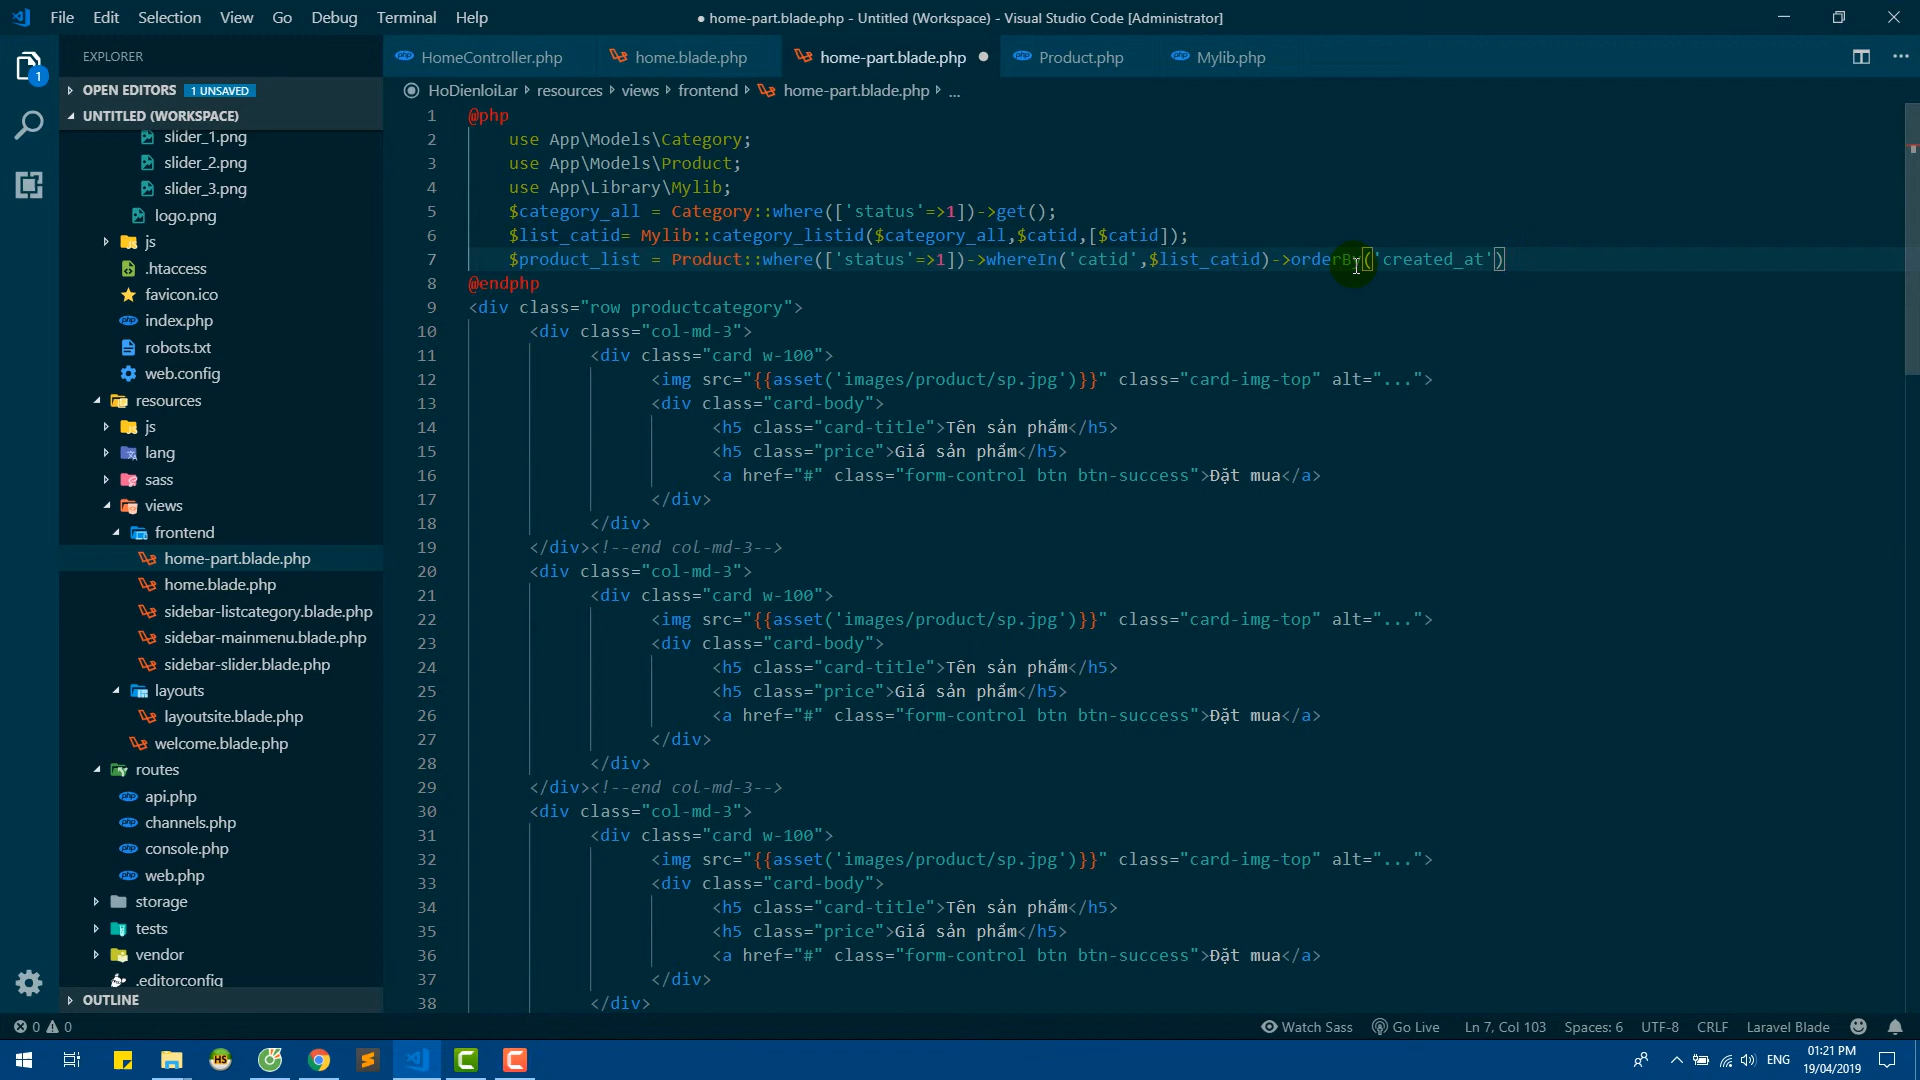 File Edit Selection View Go Debug Terminal Help
● home-part.blade.php - Untitled (Workspace) - Visual Studio Code [Administrator]
EXPLORER
HomeController.php home.blade.php home-part.blade.php Product.php Mylib.php
OPEN EDITORS 1 UNSAVED
HoDienloiLar resources views frontend home-part.blade.php ...
UNTITLED (WORKSPACE)
slider_1.png
slider_2.png
slider_3.png
logo.png
js
.htaccess
favicon.ico
index.php
robots.txt
web.config
resources
js
lang
sass
views
frontend
home-part.blade.php
home.blade.php
sidebar-listcategory.blade.php
sidebar-mainmenu.blade.php
sidebar-slider.blade.php
layouts
layoutsite.blade.php
welcome.blade.php
routes
api.php
channels.php
console.php
web.php
storage
tests
vendor
.editorconfig
OUTLINE
1 @php
2 use App\Models\Category;
3 use App\Models\Product;
4 use App\Library\Mylib;
5 $category_all = Category::where(['status'=>1])->get();
6 $list_catid= Mylib::category_listid($category_all,$catid,[$catid]);
7 $product_list = Product::where(['status'=>1])->whereIn('catid',$list_catid)->orderBy('created_at')
8 @endphp
9 <div class="row productcategory">
10 <div class="col-md-3">
11 <div class="card w-100">
12 <img src="{{asset('images/product/sp.jpg')}}" class="card-img-top" alt="...">
13 <div class="card-body">
14 <h5 class="card-title">Tên sản phẩm</h5>
15 <h5 class="price">Giá sản phẩm</h5>
16 <a href="#" class="form-control btn btn-success">Đặt mua</a>
17 </div>
18 </div>
19 </div><!--end col-md-3-->
20 <div class="col-md-3">
21 <div class="card w-100">
22 <img src="{{asset('images/product/sp.jpg')}}" class="card-img-top" alt="...">
23 <div class="card-body">
24 <h5 class="card-title">Tên sản phẩm</h5>
25 <h5 class="price">Giá sản phẩm</h5>
26 <a href="#" class="form-control btn btn-success">Đặt mua</a>
27 </div>
28 </div>
29 </div><!--end col-md-3-->
30 <div class="col-md-3">
31 <div class="card w-100">
32 <img src="{{asset('images/product/sp.jpg')}}" class="card-img-top" alt="...">
33 <div class="card-body">
34 <h5 class="card-title">Tên sản phẩm</h5>
35 <h5 class="price">Giá sản phẩm</h5>
36 <a href="#" class="form-control btn btn-success">Đặt mua</a>
37 </div>
38 </div>
0 0 Watch Sass Go Live Ln 7, Col 103 Spaces: 6 UTF-8 CRLF Laravel Blade
ENG 01:21 PM
19/04/2019